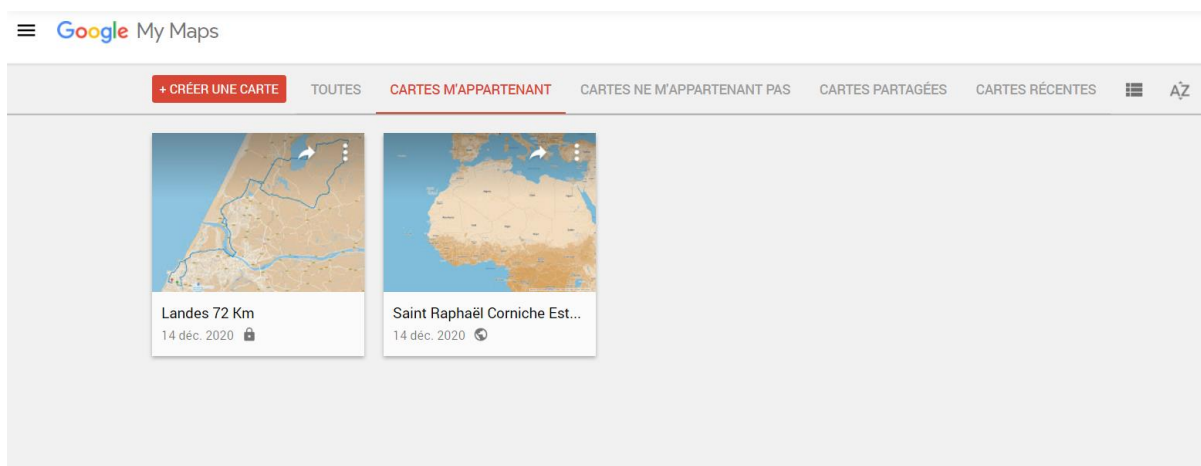 Google My Maps
+ CRÉER UNE CARTE TOUTES CARTES M'APPARTENANT CARTES NE M'APPARTENANT PAS CARTES PARTAGÉES CARTES RÉCENTES AZ
Landes 72 Km
14 déc. 2020
Saint Raphaël Corniche Est...
14 déc. 2020